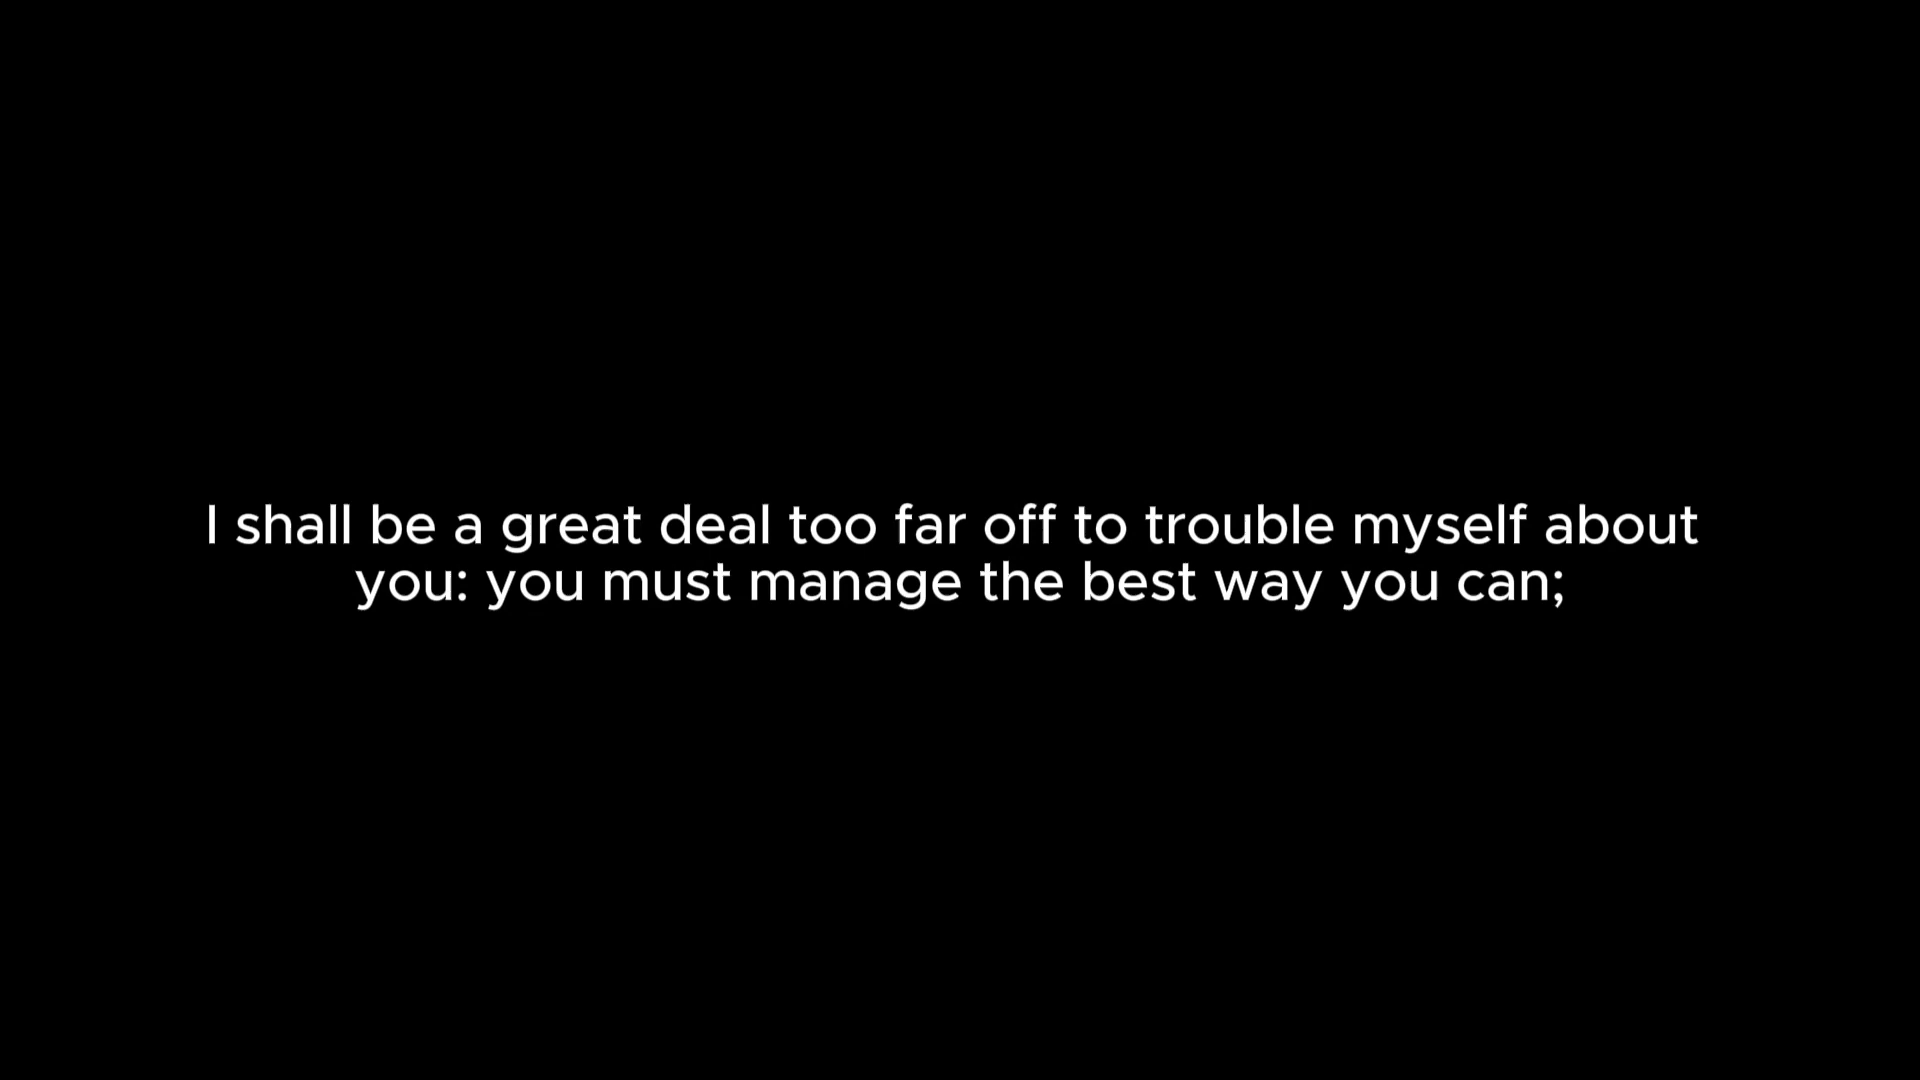 I shall be a great deal too far off to trouble myself about
you: you must manage the best way you can;